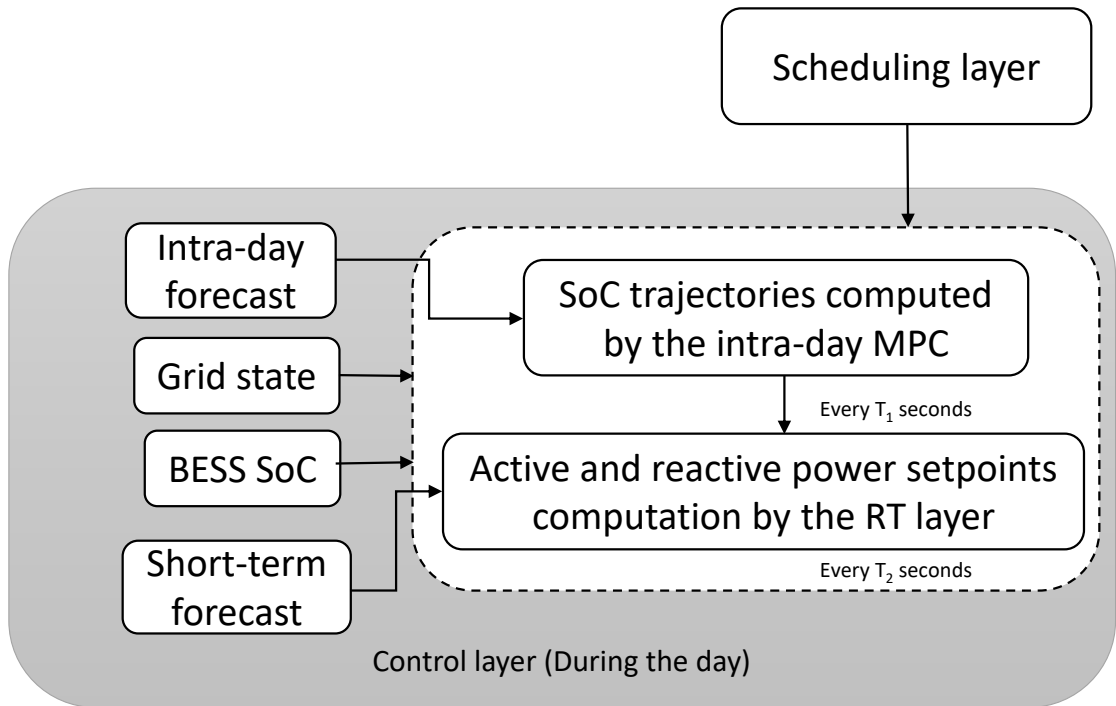 Scheduling layer
Intra-day
forecast
Grid state
BESS SoC
Short-term
forecast
SoC trajectories computed
by the intra-day MPC
Every T₁ seconds
Active and reactive power setpoints
computation by the RT layer
Every T₂ seconds
Control layer (During the day)